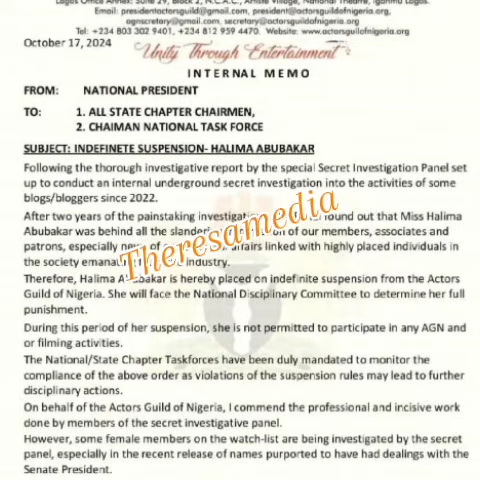 Lagos Office Annex: Suite 29, Block 2, N.C.A.C., Artiste Village, National Theatre, Iganmu Lagos.
Email: presidentactorsguild@gmail.com, president@actorsguildofnigeria.org,
agnsecretary@gmail.com, secretary@actorsguildofnigeria.org
Tel: +234 803 302 9401, +234 812 959 4470. Website: www.actorsguildofnigeria.org
October 17, 2024
Unity Through Entertainment
INTERNAL MEMO
FROM: NATIONAL PRESIDENT
TO: 1. ALL STATE CHAPTER CHAIRMEN,
2. CHAIMAN NATIONAL TASK FORCE
SUBJECT: INDEFINETE SUSPENSION- HALIMA ABUBAKAR
Following the thorough investigative report by the special Secret Investigation Panel set
up to conduct an internal underground secret investigation into the activities of some
blogs/bloggers since 2022.
After two years of the painstaking investigation found out that Miss Halima
Abubakar was behind all the slandering of our members, associates and
patrons, especially news of affairs linked with highly placed individuals in
the society emanating industry.
Theresamedia
Therefore, Halima Abubakar is hereby placed on indefinite suspension from the Actors
Guild of Nigeria. She will face the National Disciplinary Committee to determine her full
punishment.
During this period of her suspension, she is not permitted to participate in any AGN and
or filming activities.
The National/State Chapter Taskforces have been duly mandated to monitor the
compliance of the above order as violations of the suspension rules may lead to further
disciplinary actions.
On behalf of the Actors Guild of Nigeria, I commend the professional and incisive work
done by members of the secret investigative panel.
However, some female members on the watch-list are being investigated by the secret
panel, especially in the recent release of names purported to have had dealings with the
Senate President.